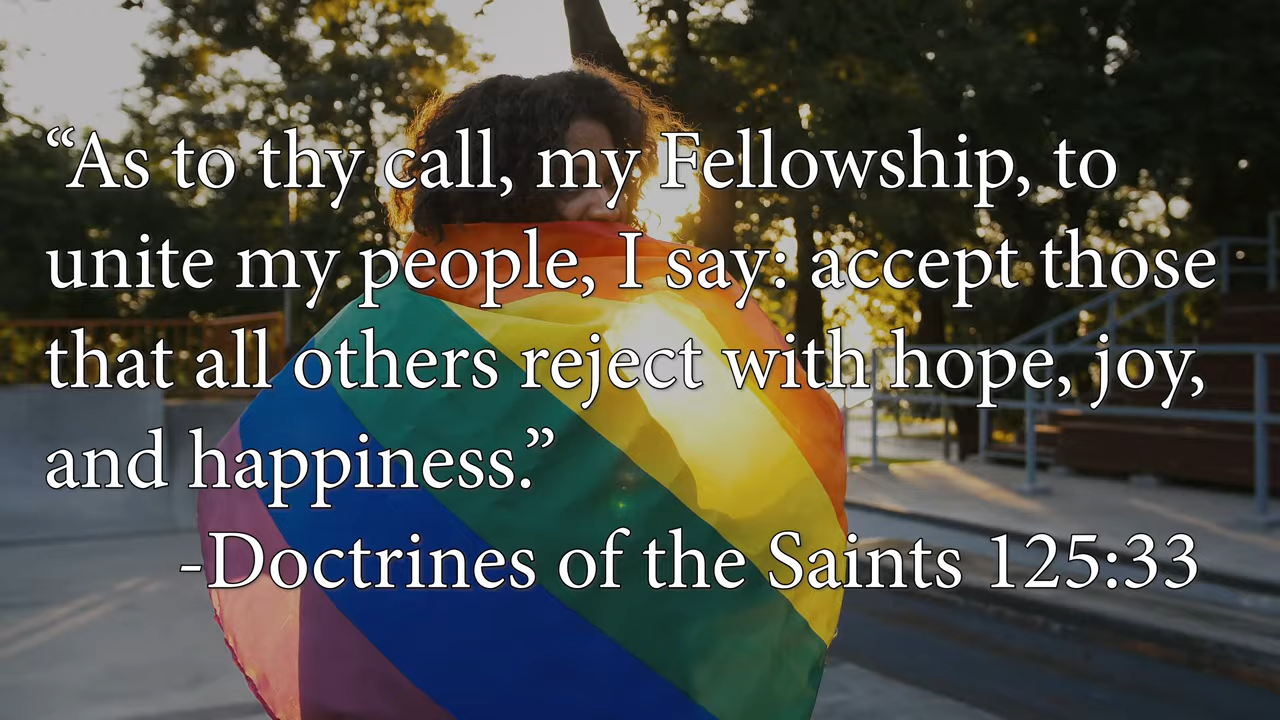 “As to thy call, my Fellowship, to
unite my people, I say: accept those
that all others reject with hope, joy,
and happiness.”
-Doctrines of the Saints 125:33